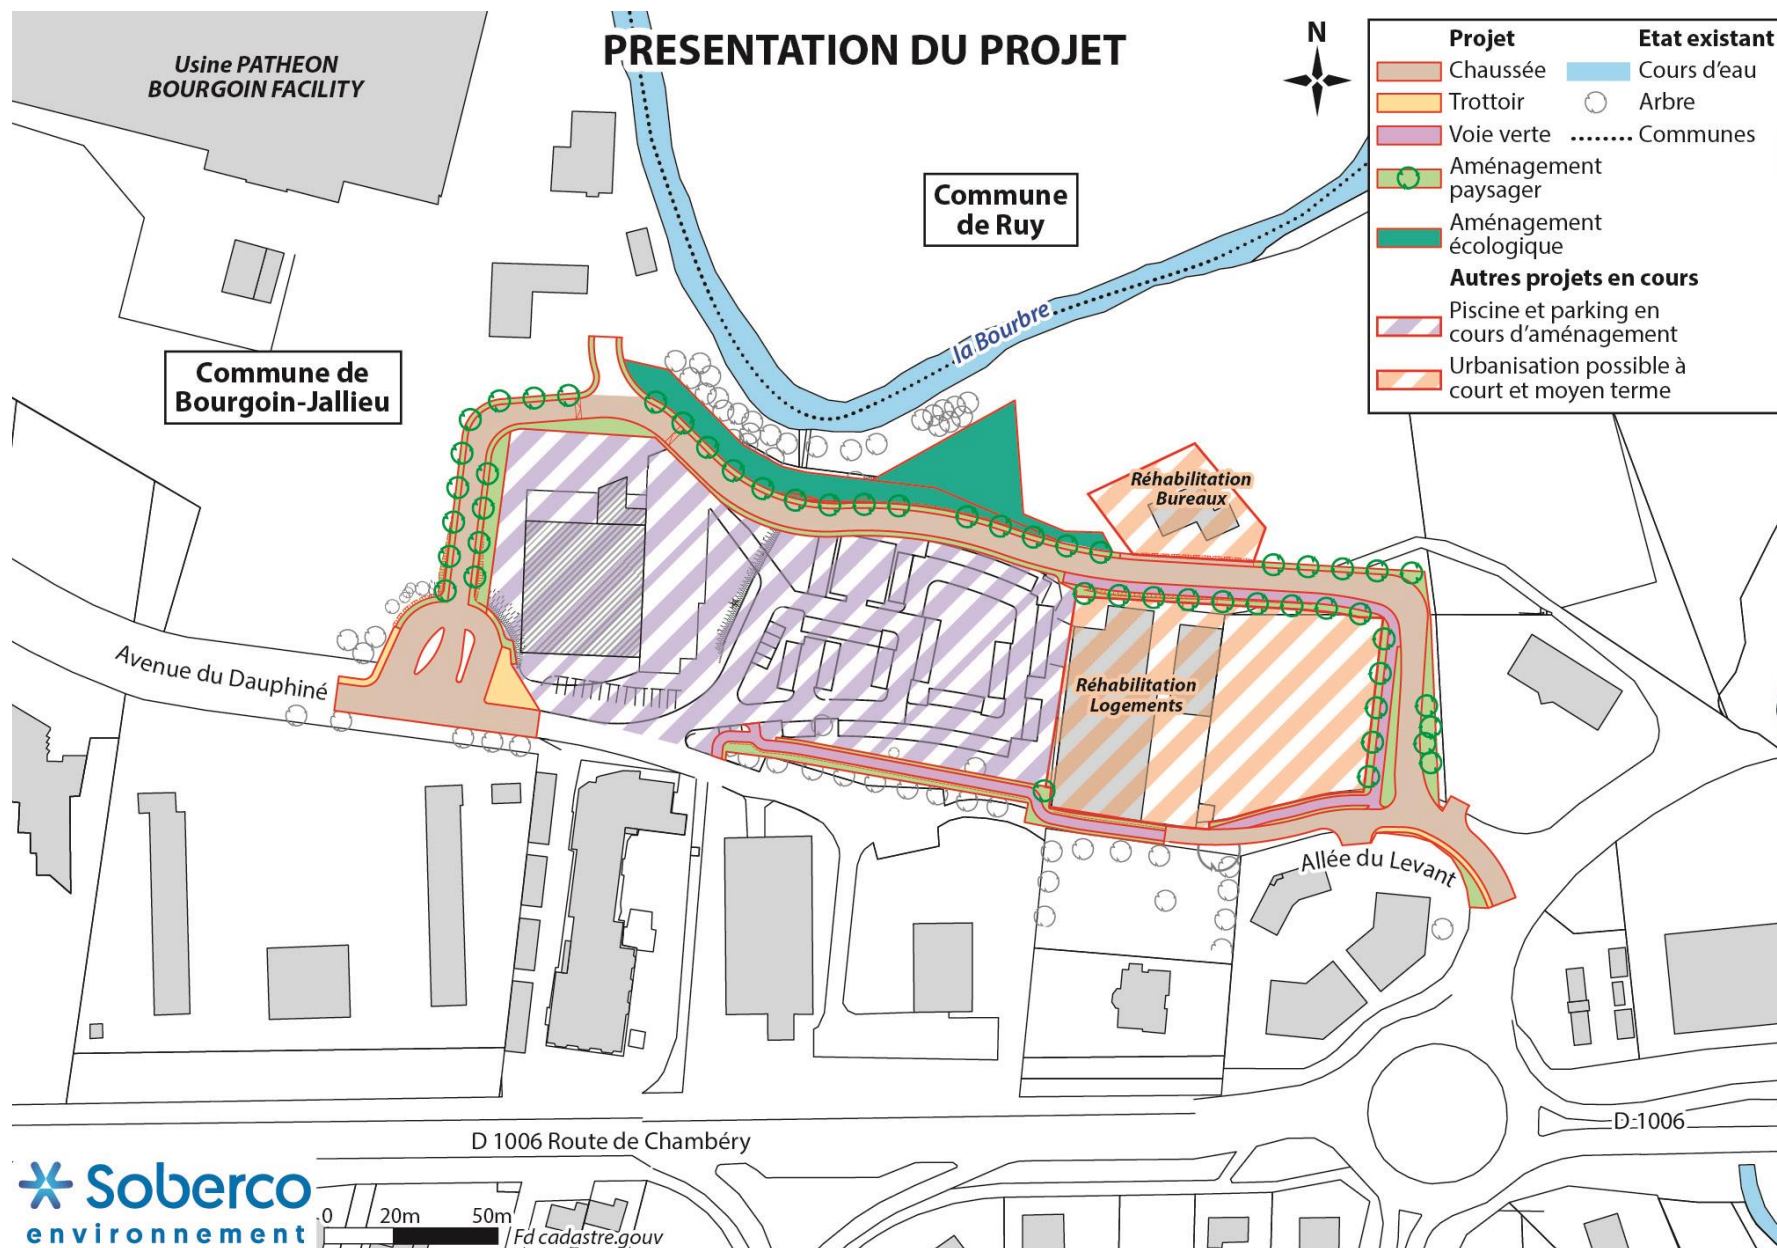 PRESENTATION DU PROJET
Usine PATHEON
BOURGOIN FACILITY
N
Projet
Etat existant
Chaussée
Cours d'eau
Trottoir
Arbre
Voie verte
Communes
Aménagement
paysager
Aménagement
écologique
Autres projets en cours
Piscine et parking en
cours d'aménagement
Urbanisation possible à
court et moyen terme
Commune
de Ruy
la Bourbre
Commune de
Bourgoin-Jallieu
Réhabilitation
Bureaux
Avenue du Dauphiné
Réhabilitation
Logements
Allée du Levant
D 1006 Route de Chambéry
D 1006
Soberco
environnement
0 20m 50m
Fd cadastre.gouv